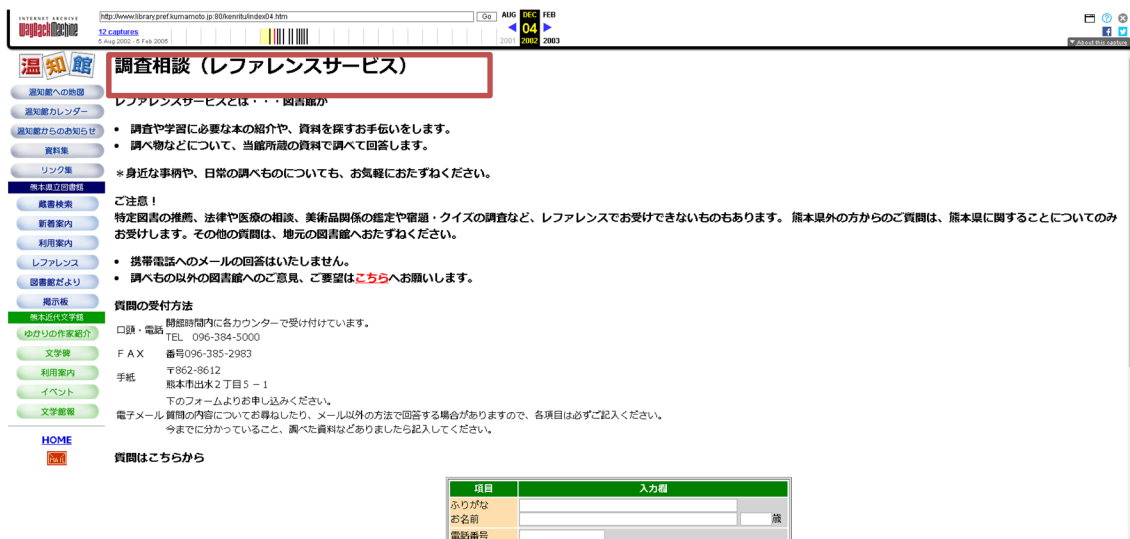 INTERNET ARCHIVE
WayBackMachine
http://www.library.pref.kumamoto.jp:80/kenritu/index04.htm
Go
AUG DEC FEB
04
2001 2002 2003
12 captures
6 Aug 2002 - 6 Feb 2005
About this capture
温知館
温知館への地図
温知館カレンダー
温知館からのお知らせ
資料集
リンク集
熊本県立図書館
蔵書検索
新着案内
利用案内
レファレンス
図書館だより
掲示板
熊本近代文学館
ゆかりの作家紹介
文学碑
利用案内
イベント
文学館報
HOME
MAIL
調査相談（レファレンスサービス）
レファレンスサービスとは・・・図書館が
• 調査や学習に必要な本の紹介や、資料を探すお手伝いをします。
• 調べ物などについて、当館所蔵の資料で調べて回答します。
＊身近な事柄や、日常の調べものについても、お気軽におたずねください。
ご注意！
特定図書の推薦、法律や医療の相談、美術品関係の鑑定や宿題・クイズの調査など、レファレンスでお受けできないものもあります。 熊本県外の方からのご質問は、熊本県に関することについてのみ
お受けします。その他の質問は、地元の図書館へおたずねください。
• 携帯電話へのメールの回答はいたしません。
• 調べもの以外の図書館へのご意見、ご要望はこちらへお願いします。
質問の受付方法
口頭・電話 開館時間内に各カウンターで受け付けています。
TEL 096-384-5000
ＦＡＸ 番号096-385-2983
手紙 〒862-8612
熊本市出水２丁目５－１
電子メール 下のフォームよりお申し込みください。
質問の内容についてお尋ねしたり、メール以外の方法で回答する場合がありますので、各項目は必ずご記入ください。
今までに分かっていること、調べた資料などありましたら記入してください。
質問はこちらから
項目 入力欄
ふりがな
お名前 歳
電話番号